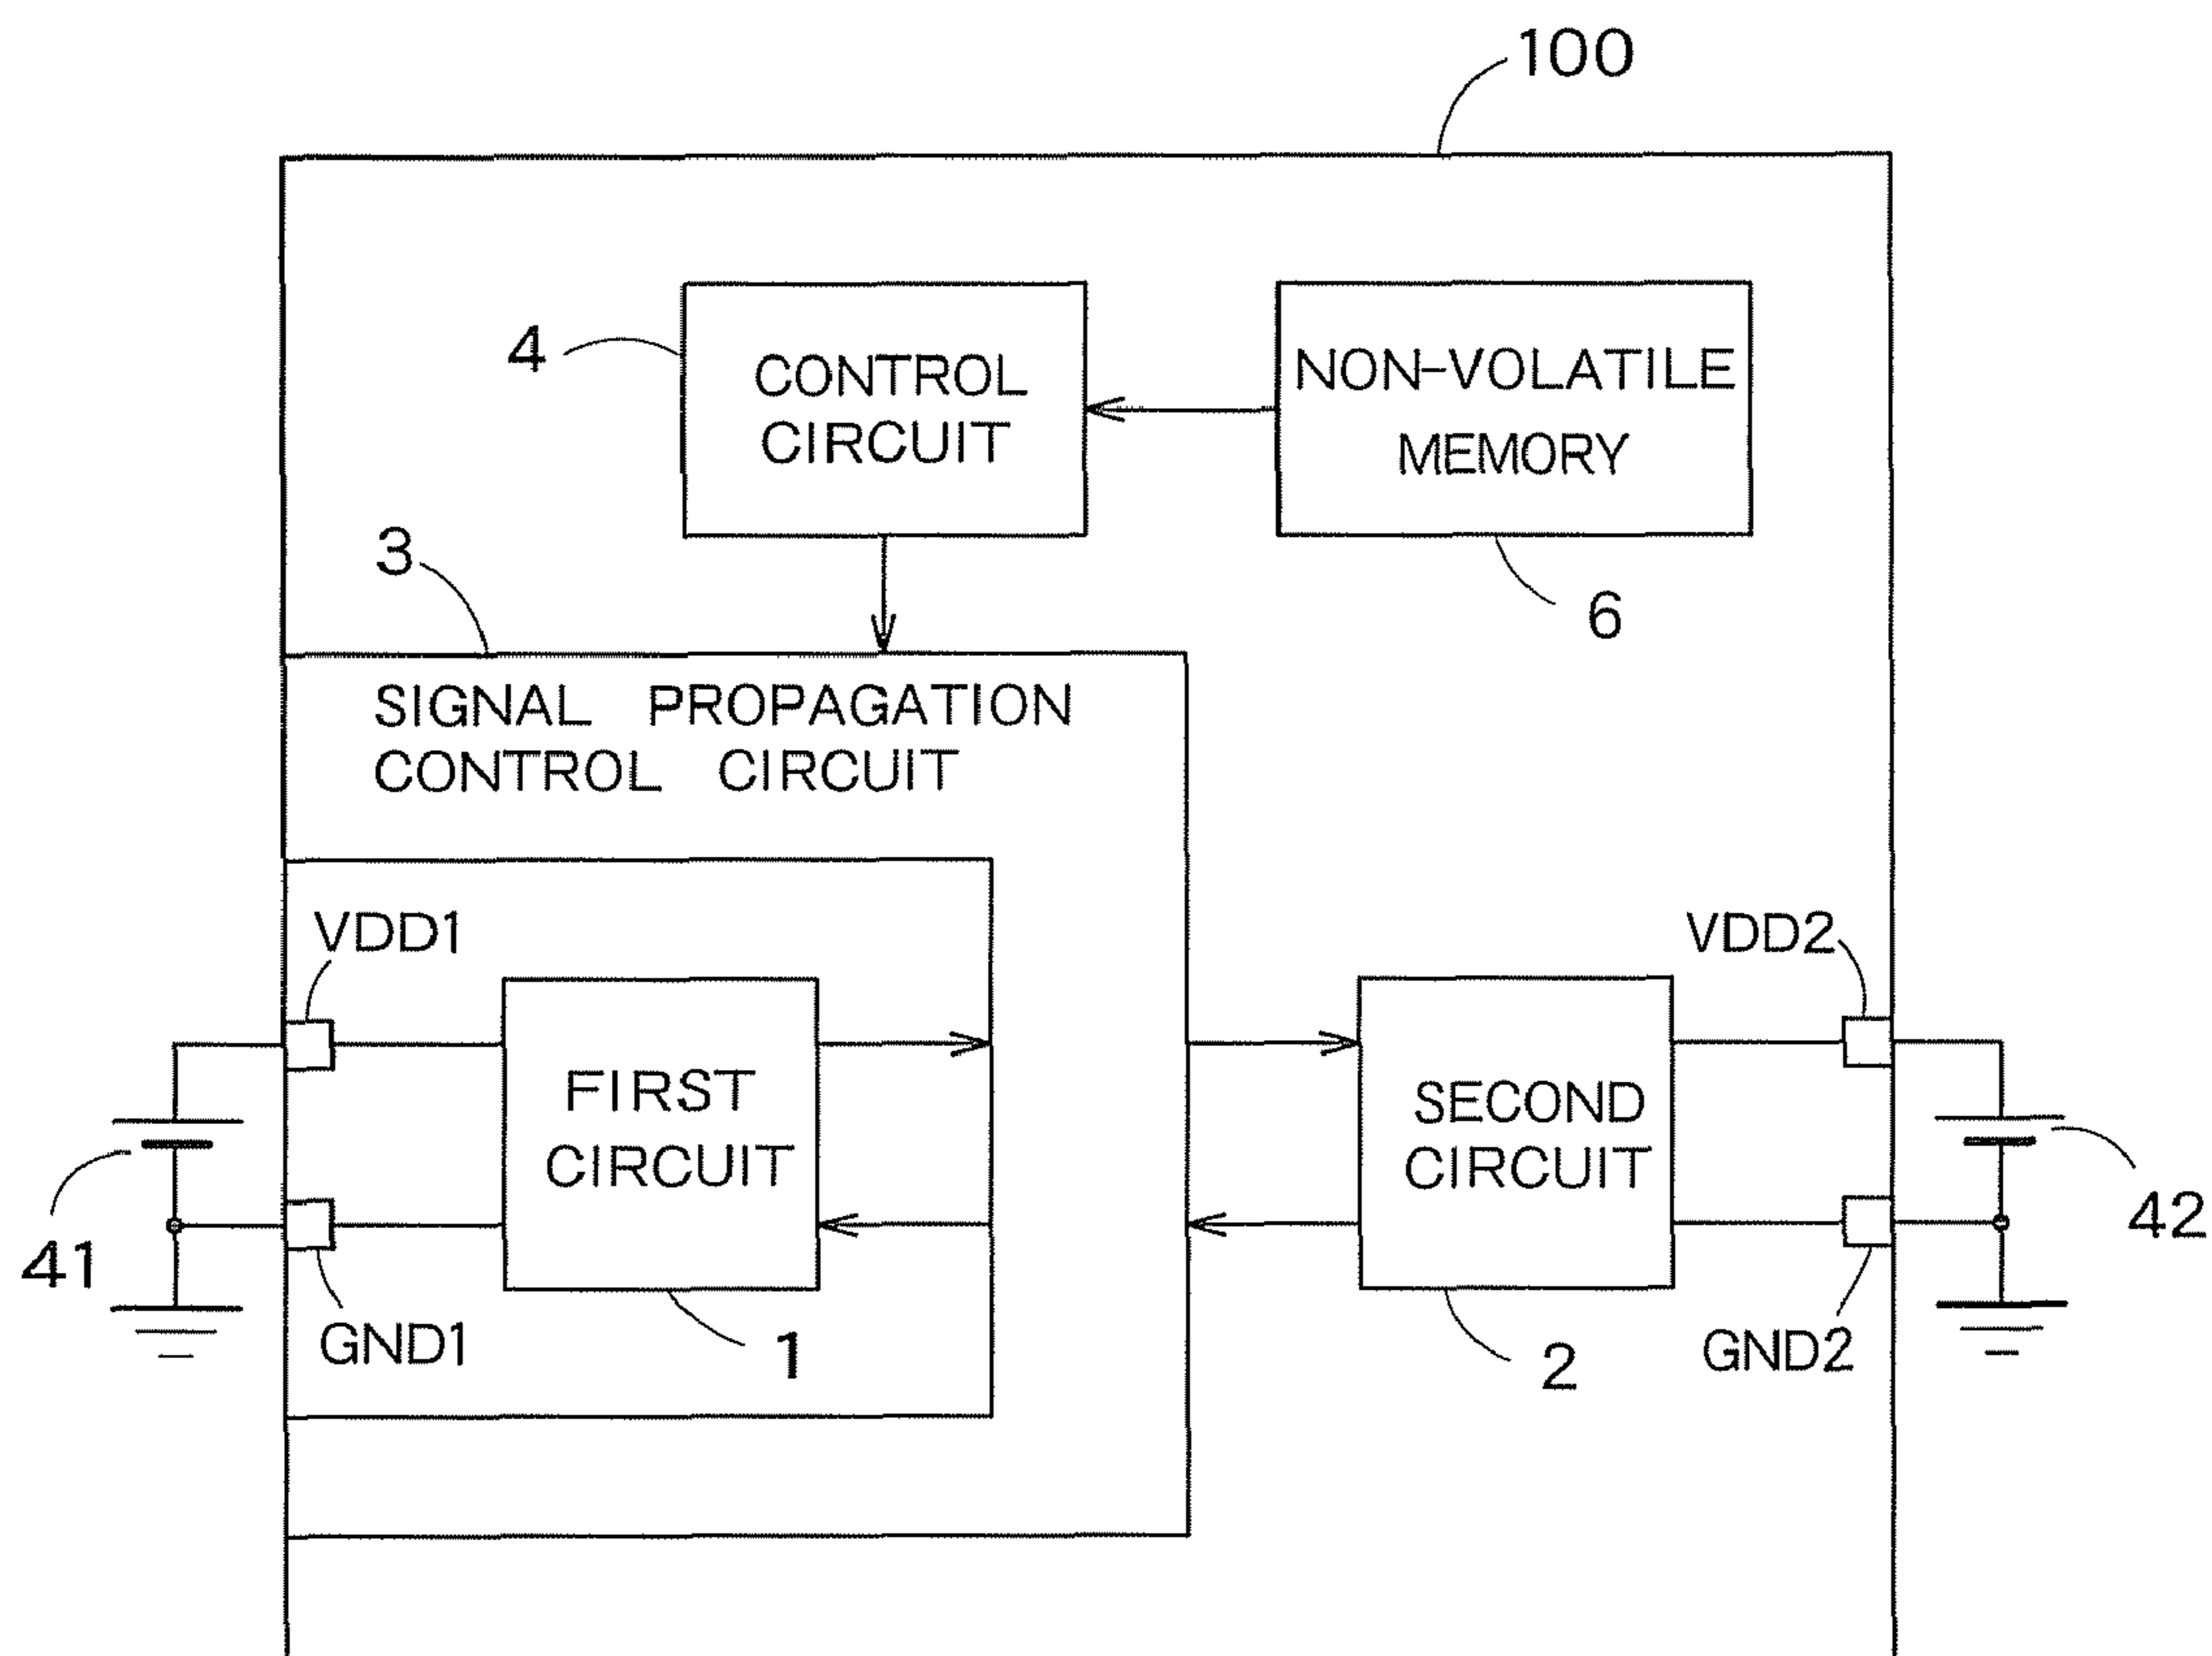 100
4
CONTROL
CIRCUIT
NON-VOLATILE
MEMORY
3
6
SIGNAL PROPAGATION
CONTROL CIRCUIT
VDD1
VDD2
FIRST
CIRCUIT
SECOND
CIRCUIT
41
42
GND1
1
2
GND2